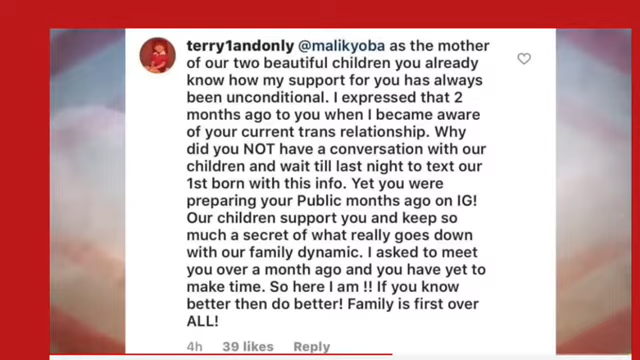 terry1andonly @malikyoba as the mother
of our two beautiful children you already
know how my support for you has always
been unconditional. I expressed that 2
months ago to you when I became aware
of your current trans relationship. Why
did you NOT have a conversation with our
children and wait till last night to text our
1st born with this info. Yet you were
preparing your Public months ago on IG!
Our children support you and keep so
much a secret of what really goes down
with our family dynamic. I asked to meet
you over a month ago and you have yet to
make time. So here I am !! If you know
better then do better! Family is first over
ALL!
4h 39 likes Reply